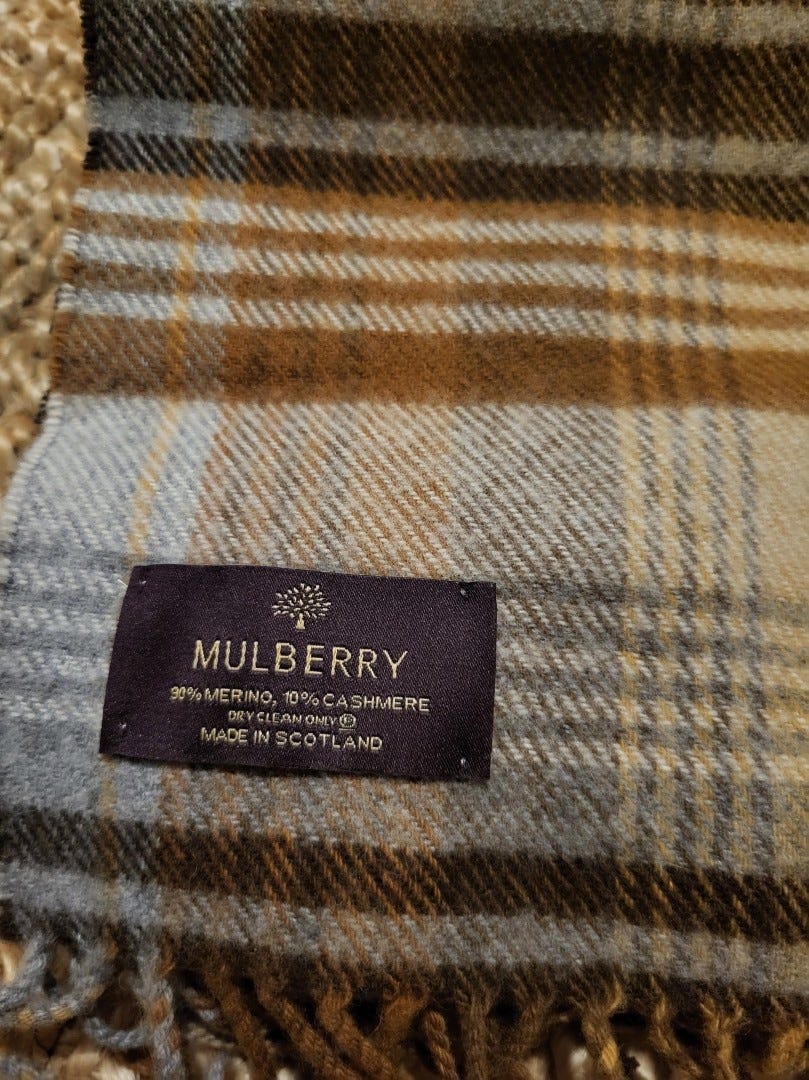 MULBERRY
90% MERINO, 10% CASHMERE
DRY CLEAN ONLY
MADE IN SCOTLAND